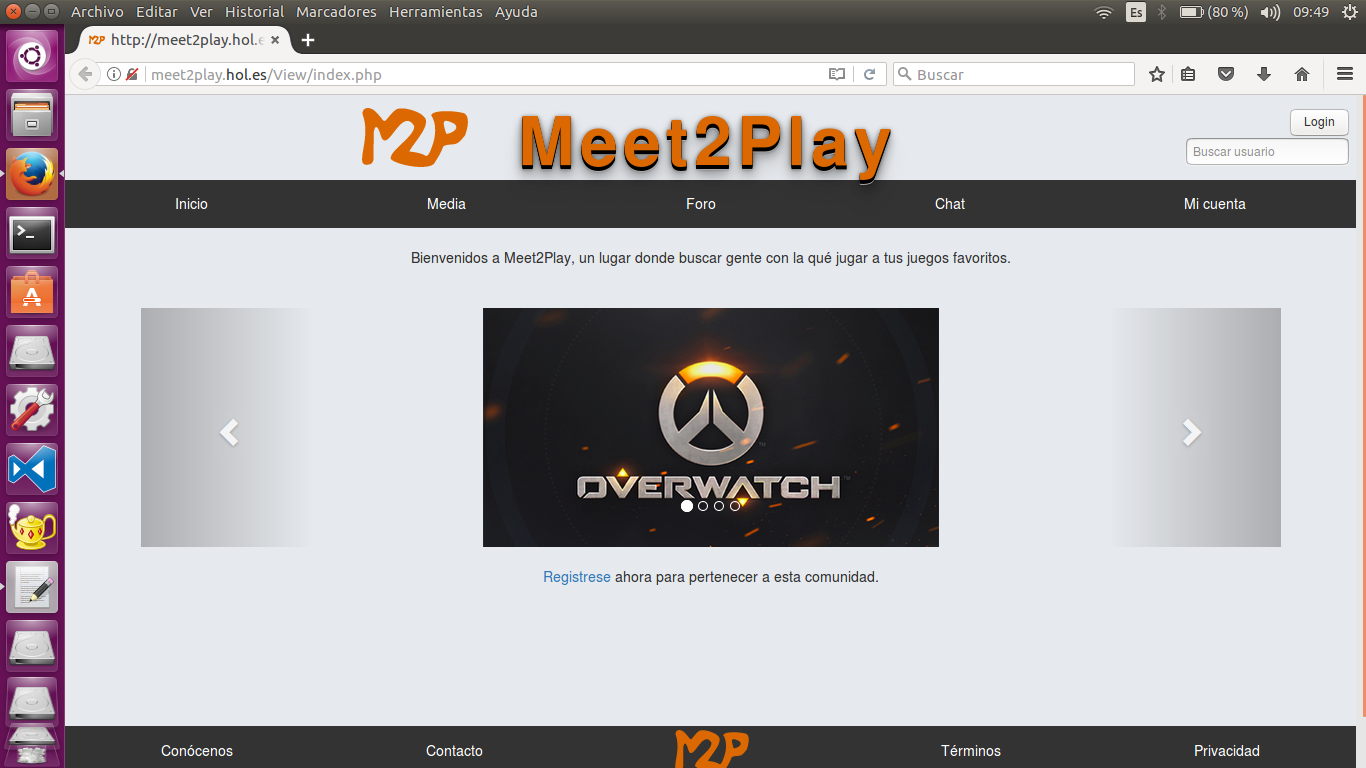 Archivo Editar Ver Historial Marcadores Herramientas Ayuda
Es (80 %) 09:49
http://meet2play.hol.e
meet2play.hol.es/View/index.php
Buscar
M2P Meet2Play
Login
Buscar usuario
Inicio Media Foro Chat Mi cuenta
Bienvenidos a Meet2Play, un lugar donde buscar gente con la qué jugar a tus juegos favoritos.
OVERWATCH
Registrese ahora para pertenecer a esta comunidad.
Conócenos Contacto M2P Términos Privacidad